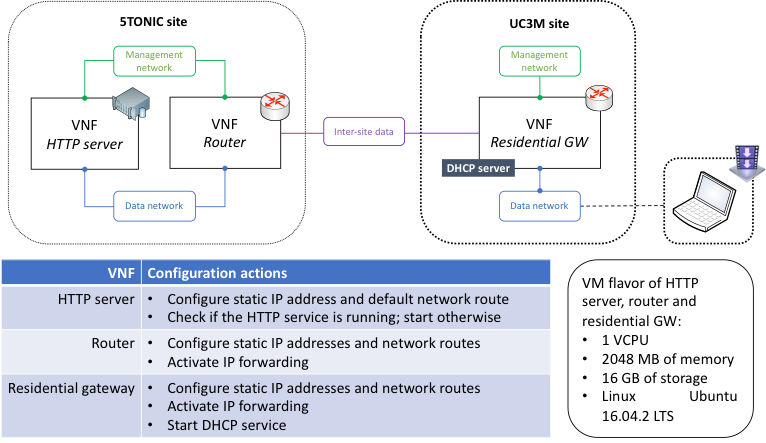 5TONIC site
UC3M site
Management
network
Management
network
VNF
HTTP server
VNF
Router
Inter-site data
VNF
Residential GW
DHCP server
Data network
Data network
VNF Configuration actions
HTTP server • Configure static IP address and default network route
• Check if the HTTP service is running; start otherwise
Router • Configure static IP addresses and network routes
• Activate IP forwarding
Residential gateway • Configure static IP addresses and network routes
• Activate IP forwarding
• Start DHCP service
VM flavor of HTTP
server, router and
residential GW:
• 1 VCPU
• 2048 MB of memory
• 16 GB of storage
• Linux Ubuntu
16.04.2 LTS